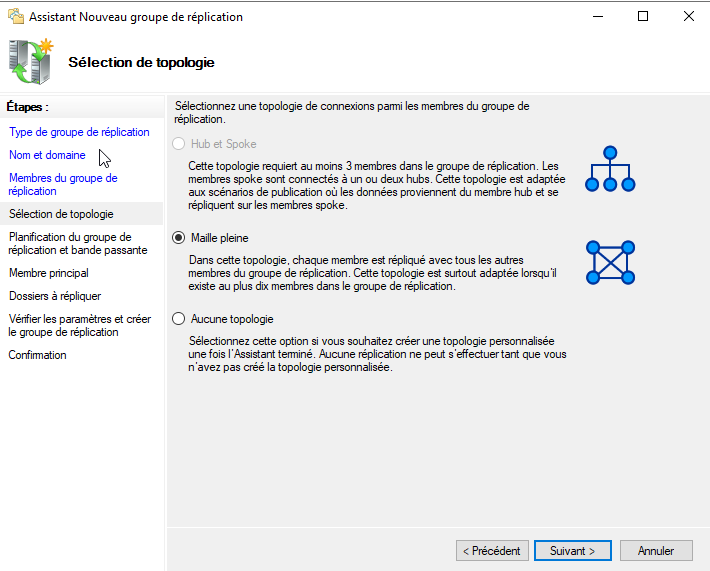 Assistant Nouveau groupe de réplication
Sélection de topologie
Étapes :
Type de groupe de réplication
Nom et domaine
Membres du groupe de
réplication
Sélection de topologie
Planification du groupe de
réplication et bande passante
Membre principal
Dossiers à répliquer
Vérifier les paramètres et créer
le groupe de réplication
Confirmation
Sélectionnez une topologie de connexions parmi les membres du groupe de
réplication.
Hub et Spoke
Cette topologie requiert au moins 3 membres dans le groupe de réplication. Les
membres spoke sont connectés à un ou deux hubs. Cette topologie est adaptée
aux scénarios de publication où les données proviennent du membre hub et se
répliquent sur les membres spoke.
Maille pleine
Dans cette topologie, chaque membre est répliqué avec tous les autres
membres du groupe de réplication. Cette topologie est surtout adaptée lorsqu'il
existe au plus dix membres dans le groupe de réplication.
Aucune topologie
Sélectionnez cette option si vous souhaitez créer une topologie personnalisée
une fois l'Assistant terminé. Aucune réplication ne peut s'effectuer tant que vous
n'avez pas créé la topologie personnalisée.
< Précédent
Suivant >
Annuler